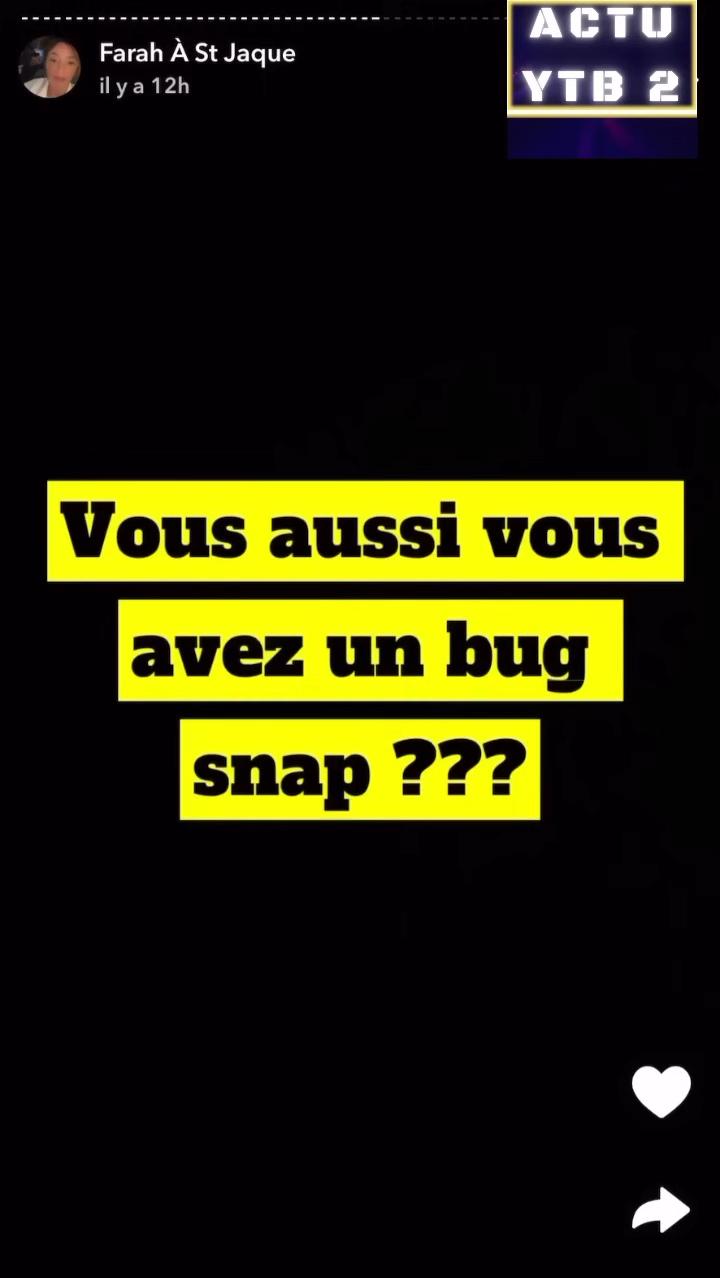 Farah À St Jaque
il y a 12h
ACTU
YTB 2
Vous aussi vous
avez un bug
snap ???